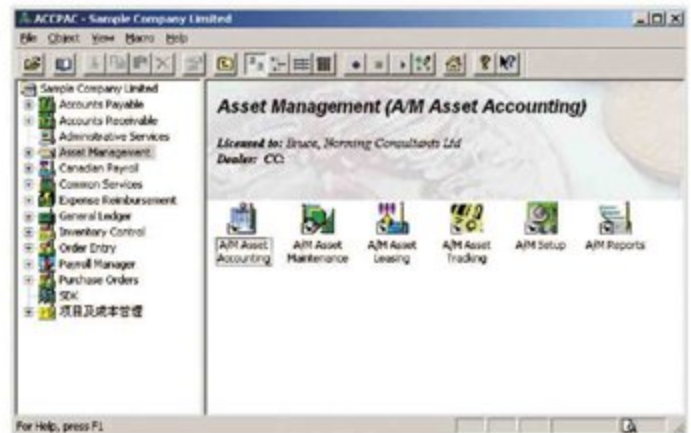 ACCPAC - Sample Company Limited
File Object View Macro Help
Sample Company Limited
Accounts Payable
Accounts Receivable
Administrative Services
Asset Management
Canadian Payroll
Common Services
Expense Reimbursement
General Ledger
Inventory Control
Order Entry
Payroll Manager
Purchase Orders
SDK
项目及成本管理
Asset Management (A/M Asset Accounting)
Licensed to: Bruce, Norming Consultants Ltd
Dealer: CC:
A/M Asset Accounting
A/M Asset Maintenance
A/M Asset Leasing
A/M Asset Tracking
A/M Setup
A/M Reports
For Help, press F1